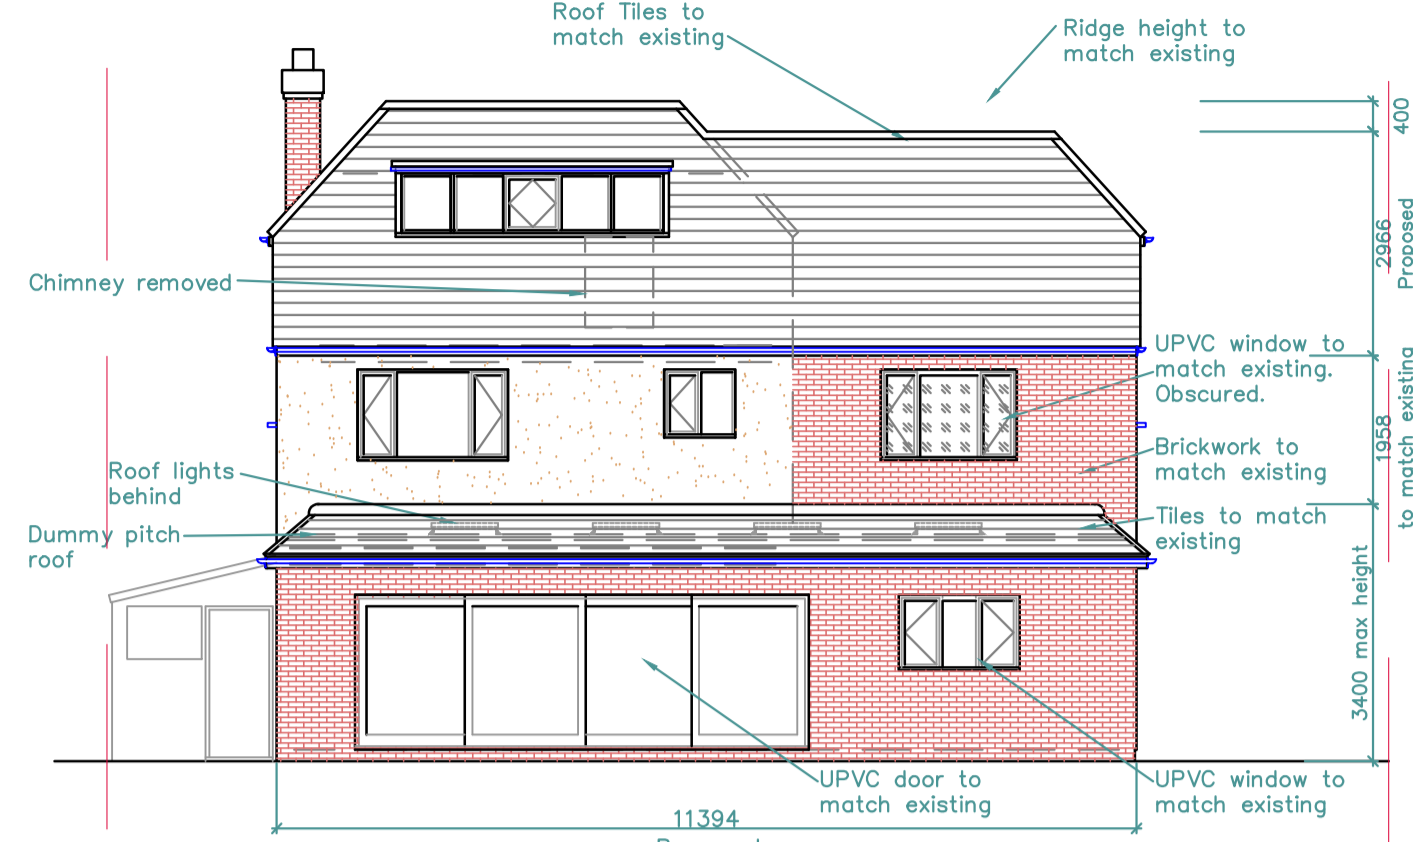 Roof Tiles to
match existing
Ridge height to
match existing
400
Proposed
2966
Chimney removed
UPVC window to
match existing.
Obscured.
to match existing
1958
Brickwork to
match existing
Roof lights
behind
Tiles to match
existing
Dummy pitch
roof
3400 max height
UPVC door to
match existing
UPVC window to
match existing
11394